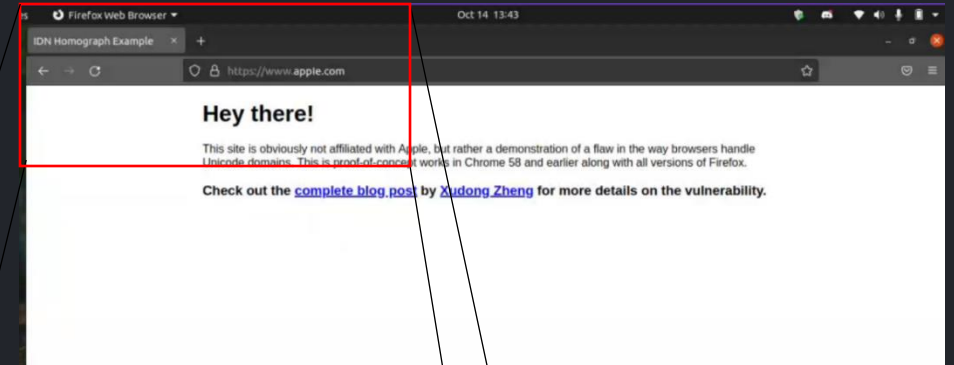 es Firefox Web Browser Oct 14 13:43
IDN Homograph Example × +
https://www.apple.com
Hey there!
This site is obviously not affiliated with Apple, but rather a demonstration of a flaw in the way browsers handle
Unicode domains. This is proof-of-concept works in Chrome 58 and earlier along with all versions of Firefox.
Check out the complete blog post by Xudong Zheng for more details on the vulnerability.